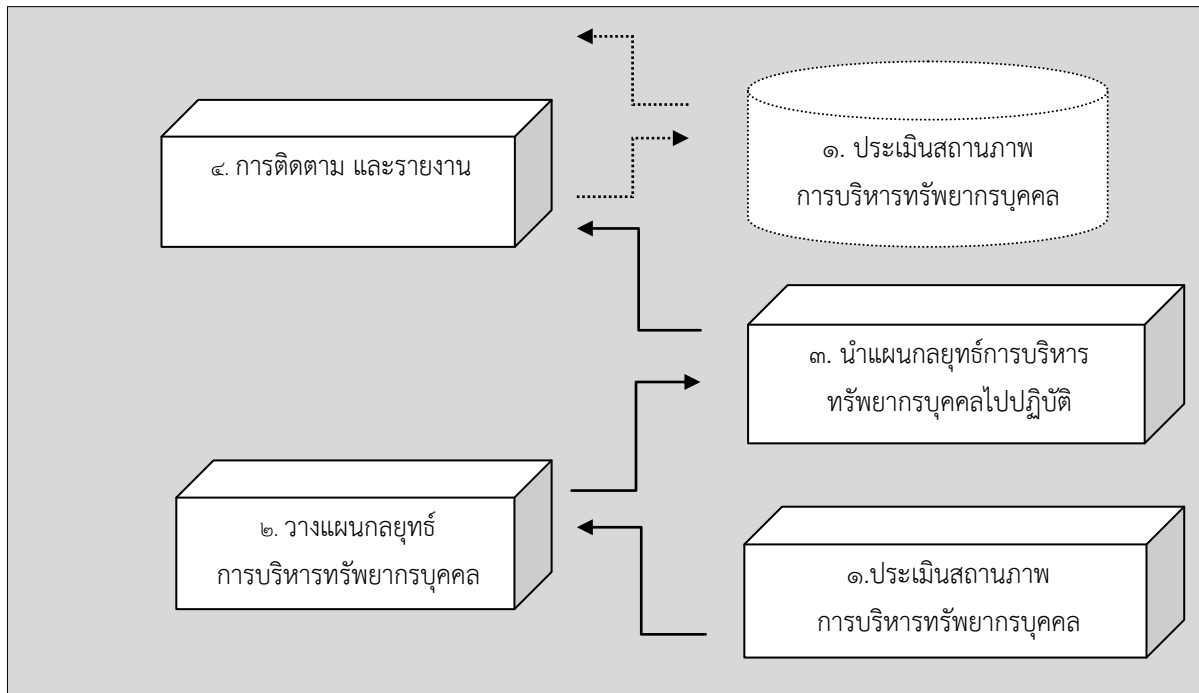 ๔. การติดตาม และรายงาน
๑. ประเมินสถานภาพ
การบริหารทรัพยากรบุคคล
๓. นำแผนกลยุทธ์การบริหาร
ทรัพยากรบุคคลไปปฏิบัติ
๒. วางแผนกลยุทธ์
การบริหารทรัพยากรบุคคล
๑.ประเมินสถานภาพ
การบริหารทรัพยากรบุคคล